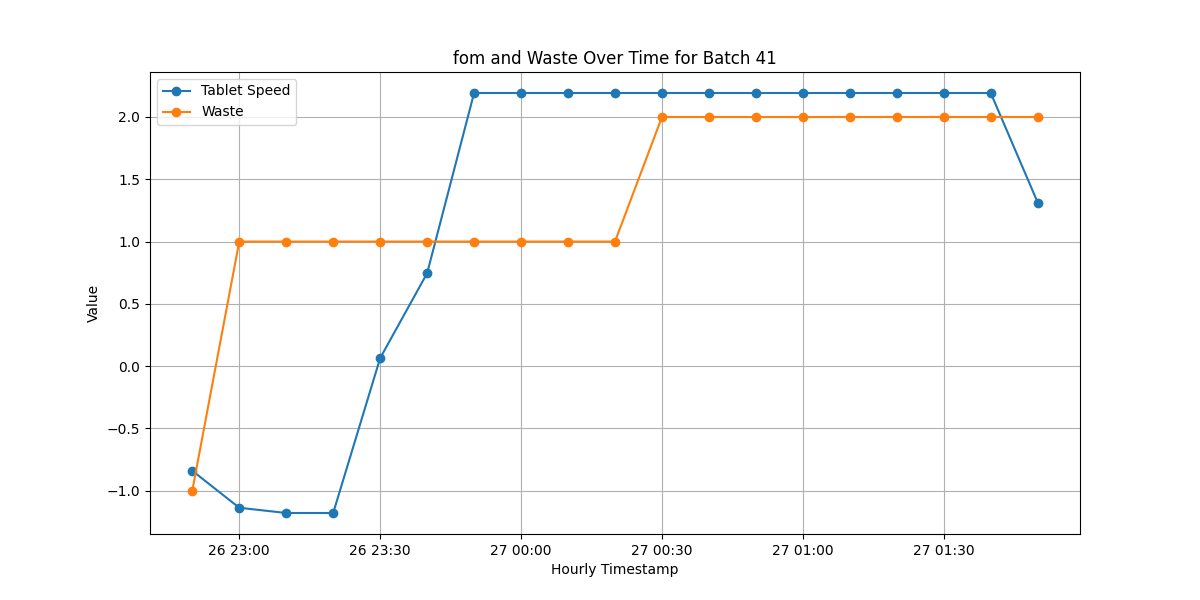 fom and Waste Over Time for Batch 41
Tablet Speed
Waste
2.0
1.5
1.0
0.5
0.0
−0.5
−1.0
Value
26 23:00 26 23:30 27 00:00 27 00:30 27 01:00 27 01:30
Hourly Timestamp